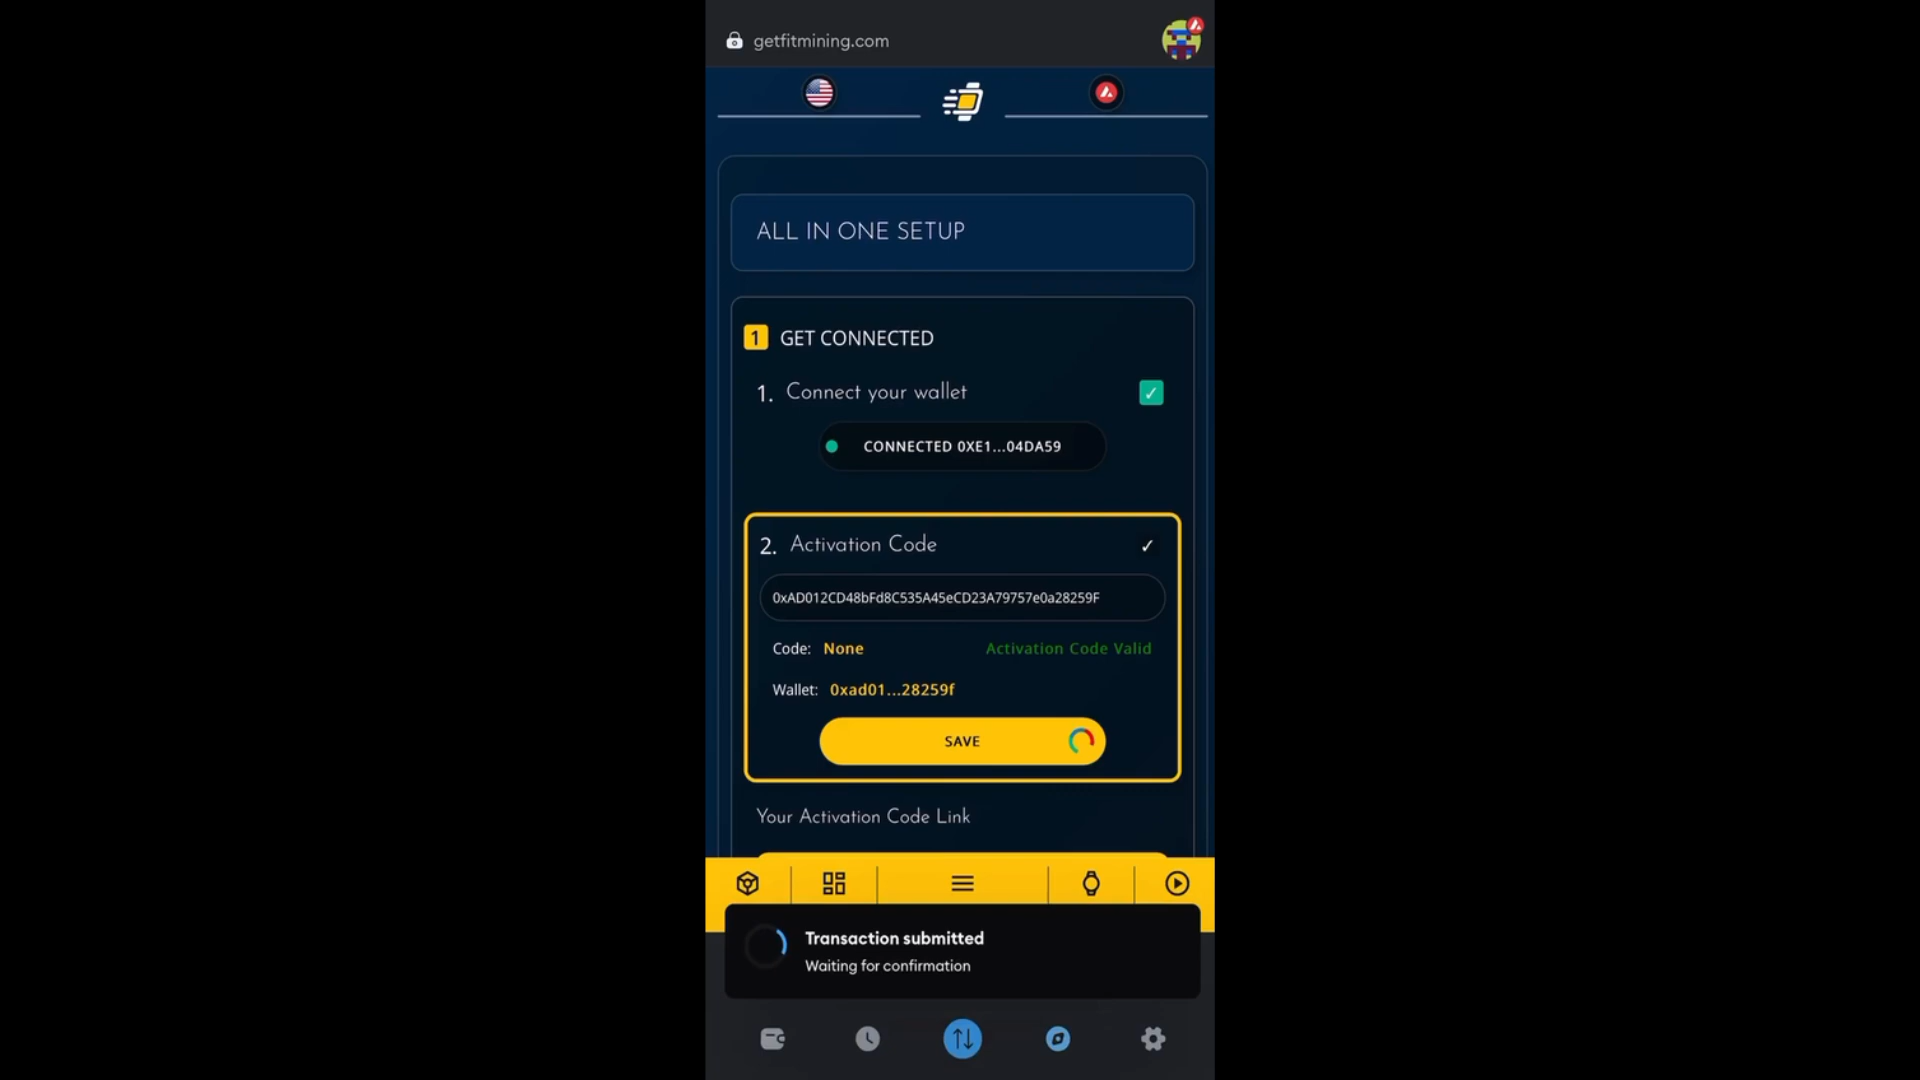 getfitmining.com
ALL IN ONE SETUP
1 GET CONNECTED
1. Connect your wallet ✓
CONNECTED 0XE1...04DA59
2. Activation Code ✓
0xAD012CD48bFd8C535A45eCD23A79757e0a28259F
Code: None Activation Code Valid
Wallet: 0xad01...28259f
SAVE
Your Activation Code Link
Transaction submitted
Waiting for confirmation